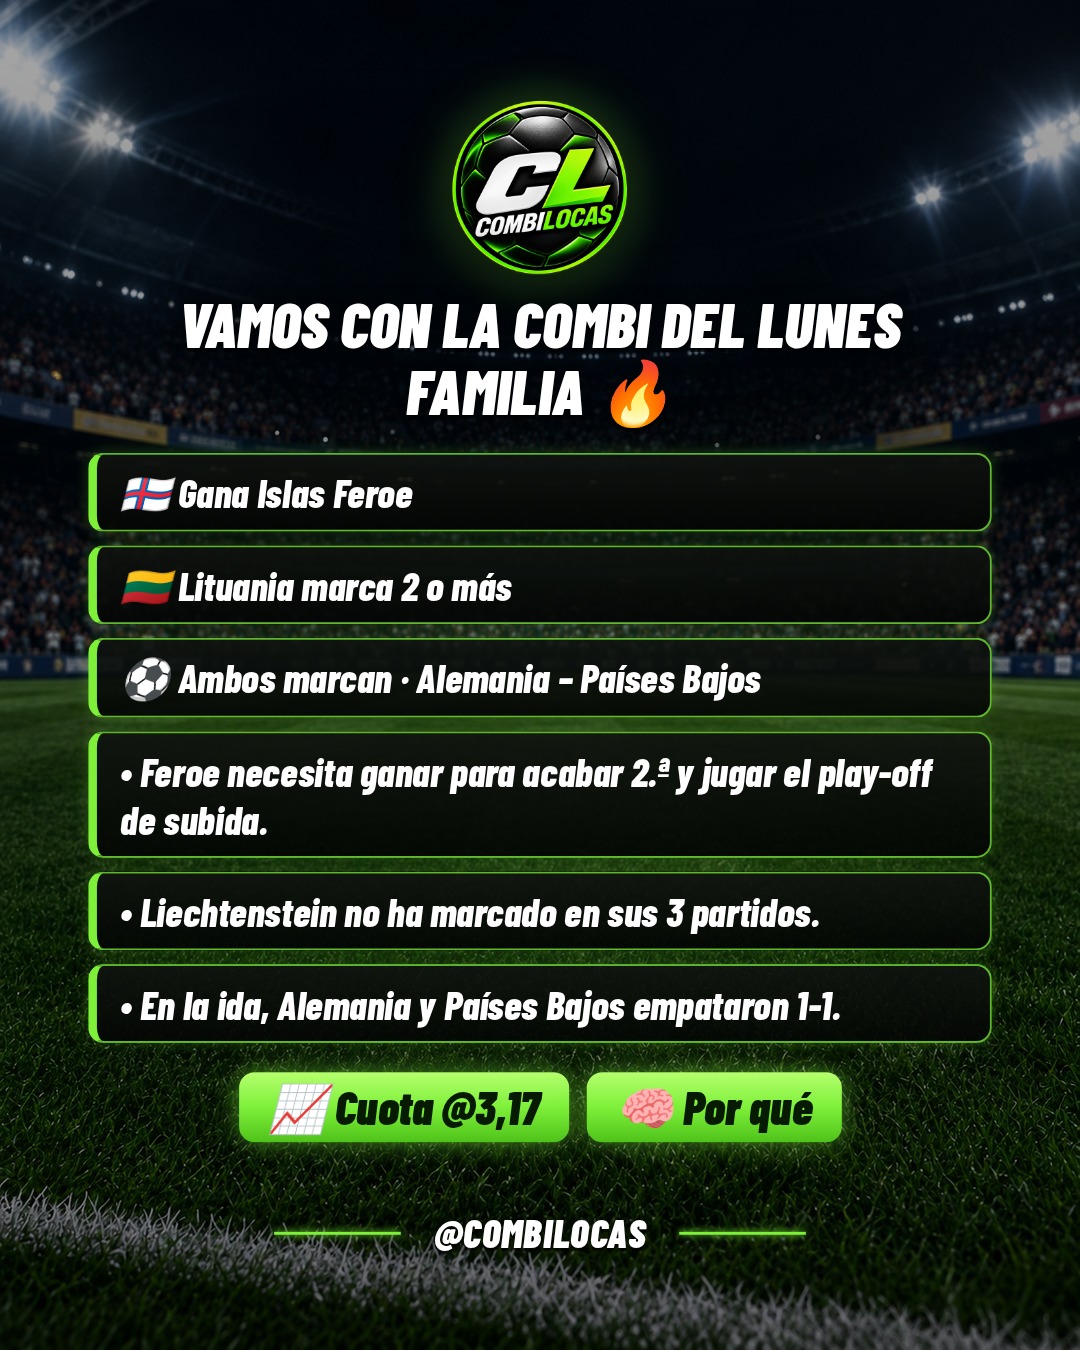 CL
COMBILOCAS
VAMOS CON LA COMBI DEL LUNES
FAMILIA 🔥
🇫🇴 Gana Islas Feroe
🇱🇹 Lituania marca 2 o más
⚽ Ambos marcan · Alemania – Países Bajos
• Feroe necesita ganar para acabar 2.ª y jugar el play-off
de subida.
• Liechtenstein no ha marcado en sus 3 partidos.
• En la ida, Alemania y Países Bajos empataron 1-1.
📈 Cuota @3,17
🧠 Por qué
@COMBILOCAS